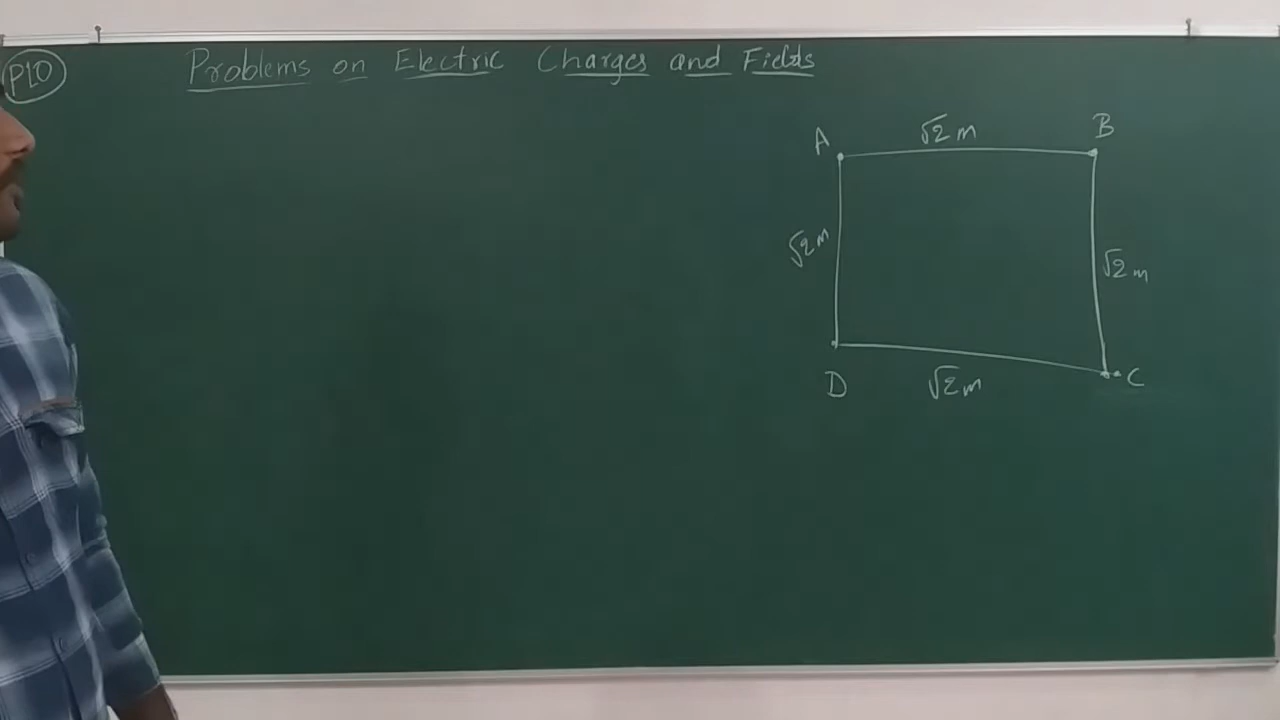 P10
Problems on Electric Charges and Fields
A √2 m B
√2 m
√2 m
D √2 m C